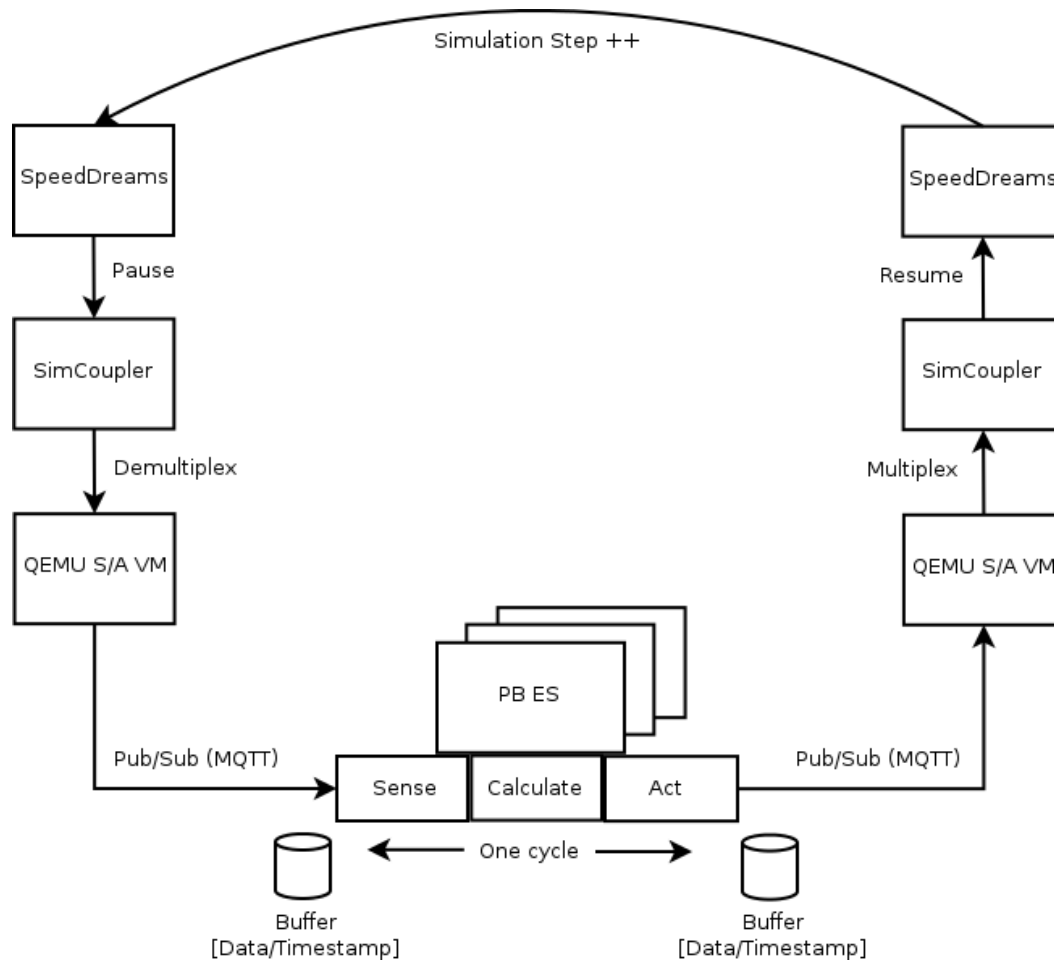 Simulation Step ++
SpeedDreams
SpeedDreams
Pause
Resume
SimCoupler
SimCoupler
Demultiplex
Multiplex
QEMU S/A VM
QEMU S/A VM
PB ES
Pub/Sub (MQTT)
Pub/Sub (MQTT)
Sense
Calculate
Act
One cycle
Buffer
[Data/Timestamp]
Buffer
[Data/Timestamp]